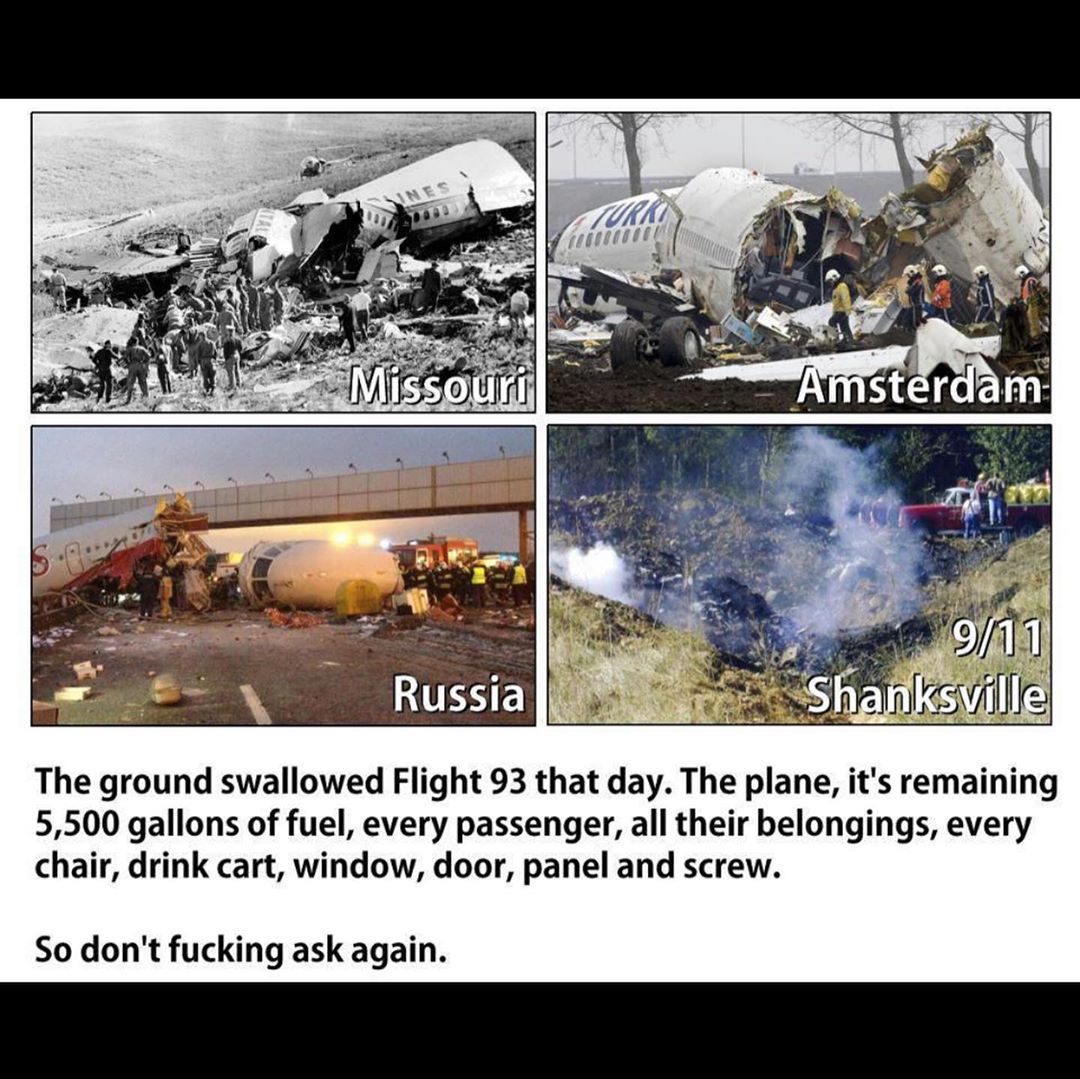 INES
Missouri
TURKI
Amsterdam
S
Russia
9/11
Shanksville
The ground swallowed Flight 93 that day. The plane, it's remaining
5,500 gallons of fuel, every passenger, all their belongings, every
chair, drink cart, window, door, panel and screw.
So don't fucking ask again.